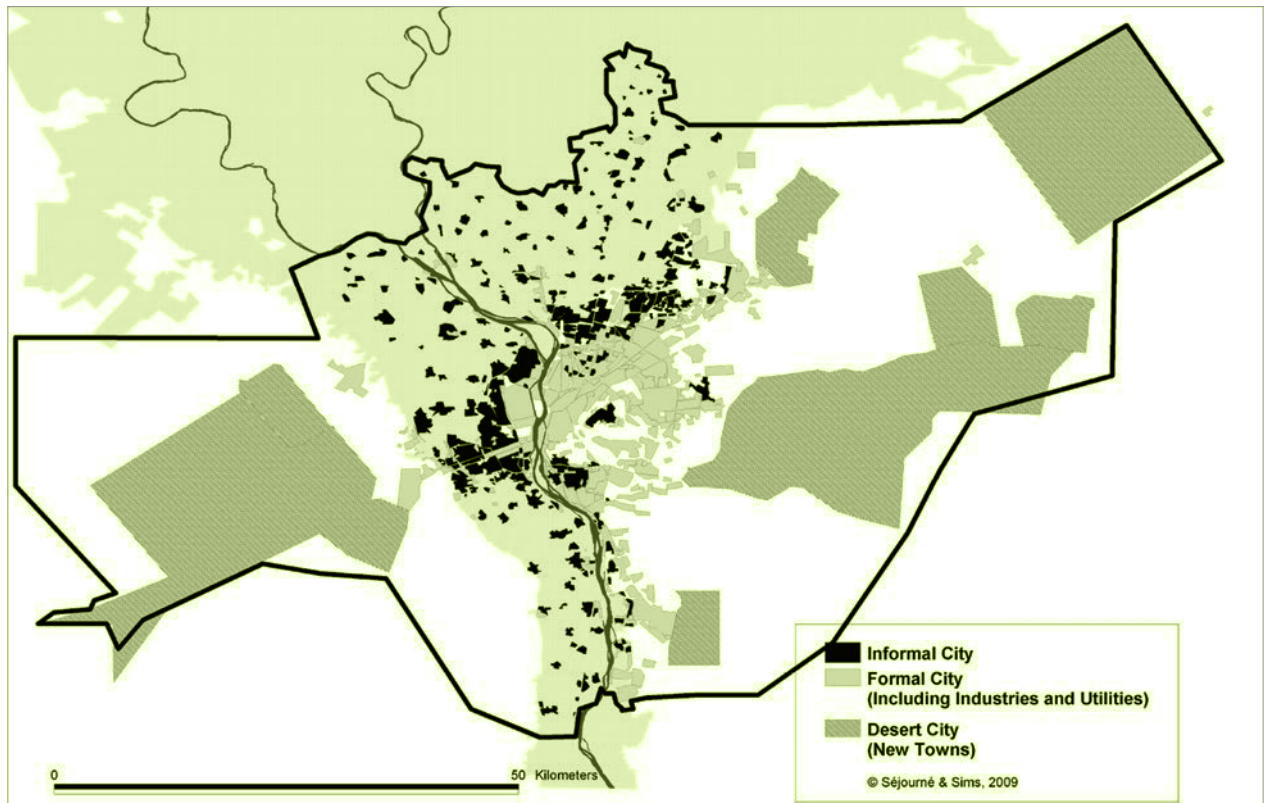 Informal City
Formal City
(Including Industries and Utilities)
Desert City
(New Towns)
© Séjourné & Sims, 2009
0 50 Kilometers